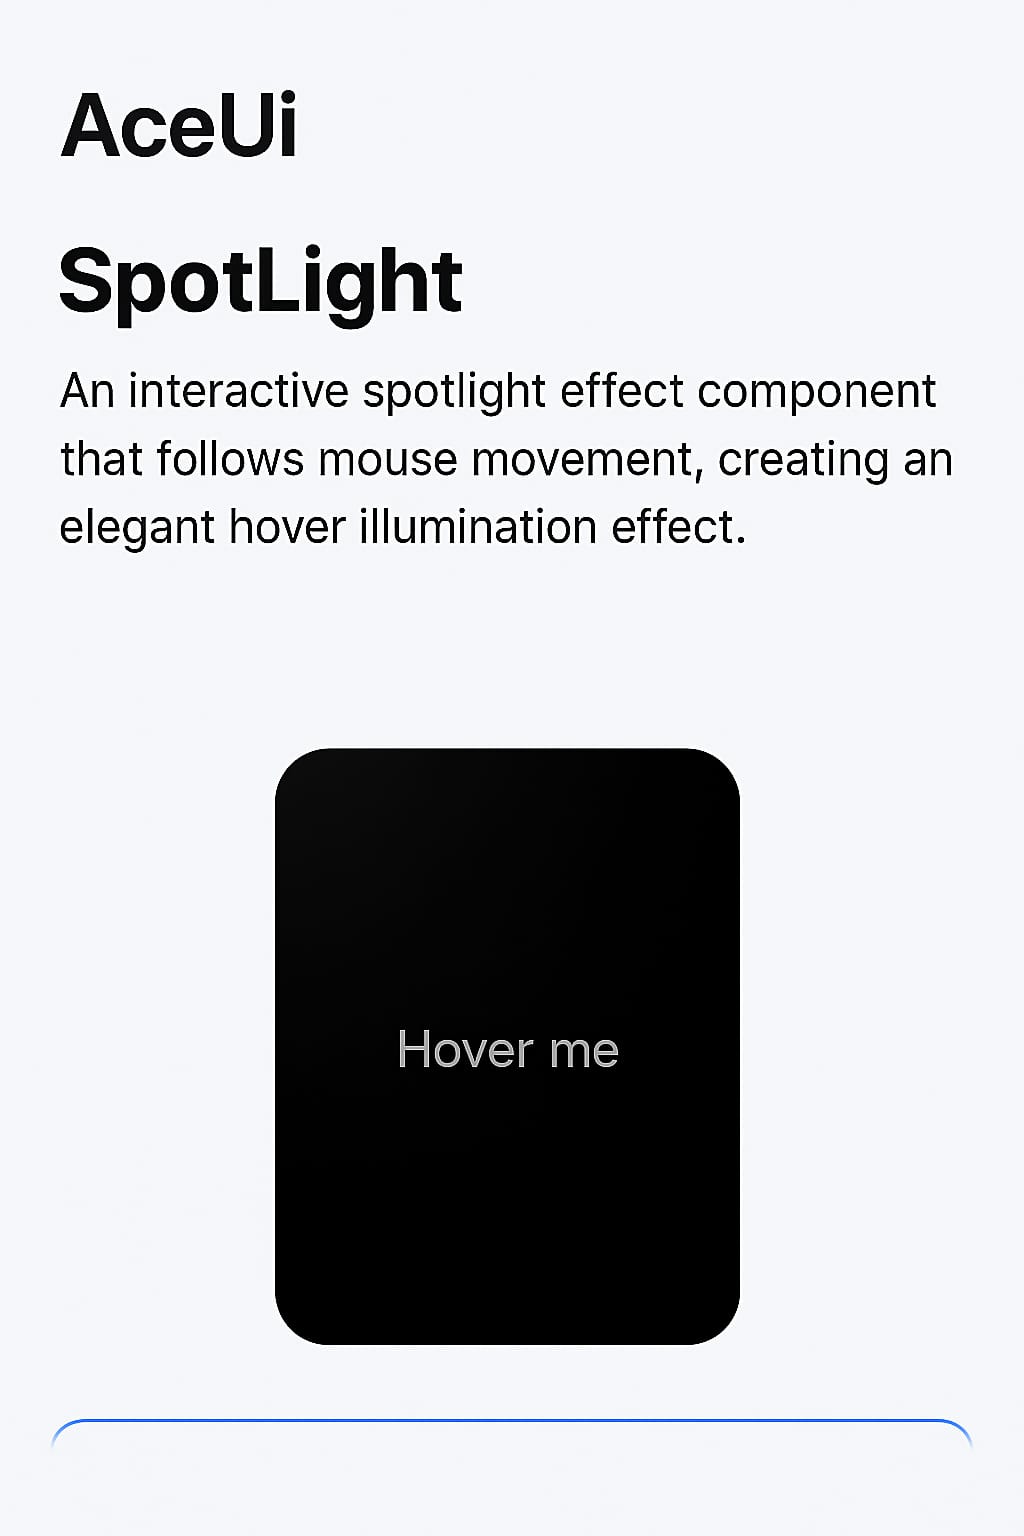 AceUi
SpotLight
An interactive spotlight effect component
that follows mouse movement, creating an
elegant hover illumination effect.
Hover me